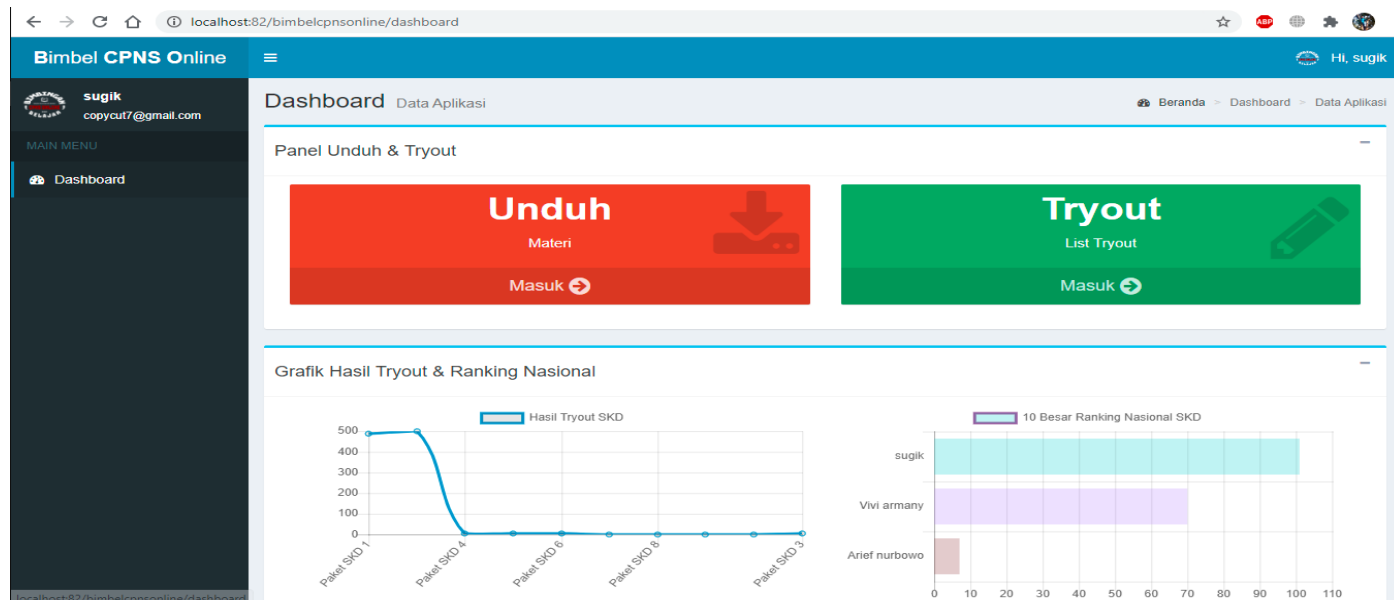 localhost:82/bimbelcpnsonline/dashboard
ABP
Bimbel CPNS Online
Hi, sugik
BIMBINGAN
BELAJAR
sugik
copycut7@gmail.com
Dashboard Data Aplikasi
Beranda > Dashboard > Data Aplikasi
MAIN MENU
Dashboard
Panel Unduh & Tryout
Unduh
Materi
Masuk
Tryout
List Tryout
Masuk
Grafik Hasil Tryout & Ranking Nasional
Hasil Tryout SKD
500
400
300
200
100
0
Paket SKD 1
Paket SKD 4
Paket SKD 6
Paket SKD 8
Paket SKD 3
10 Besar Ranking Nasional SKD
sugik
Vivi armany
Arief nurbowo
0 10 20 30 40 50 60 70 80 90 100 110
localhost:82/bimbelcpnsonline/dashboard